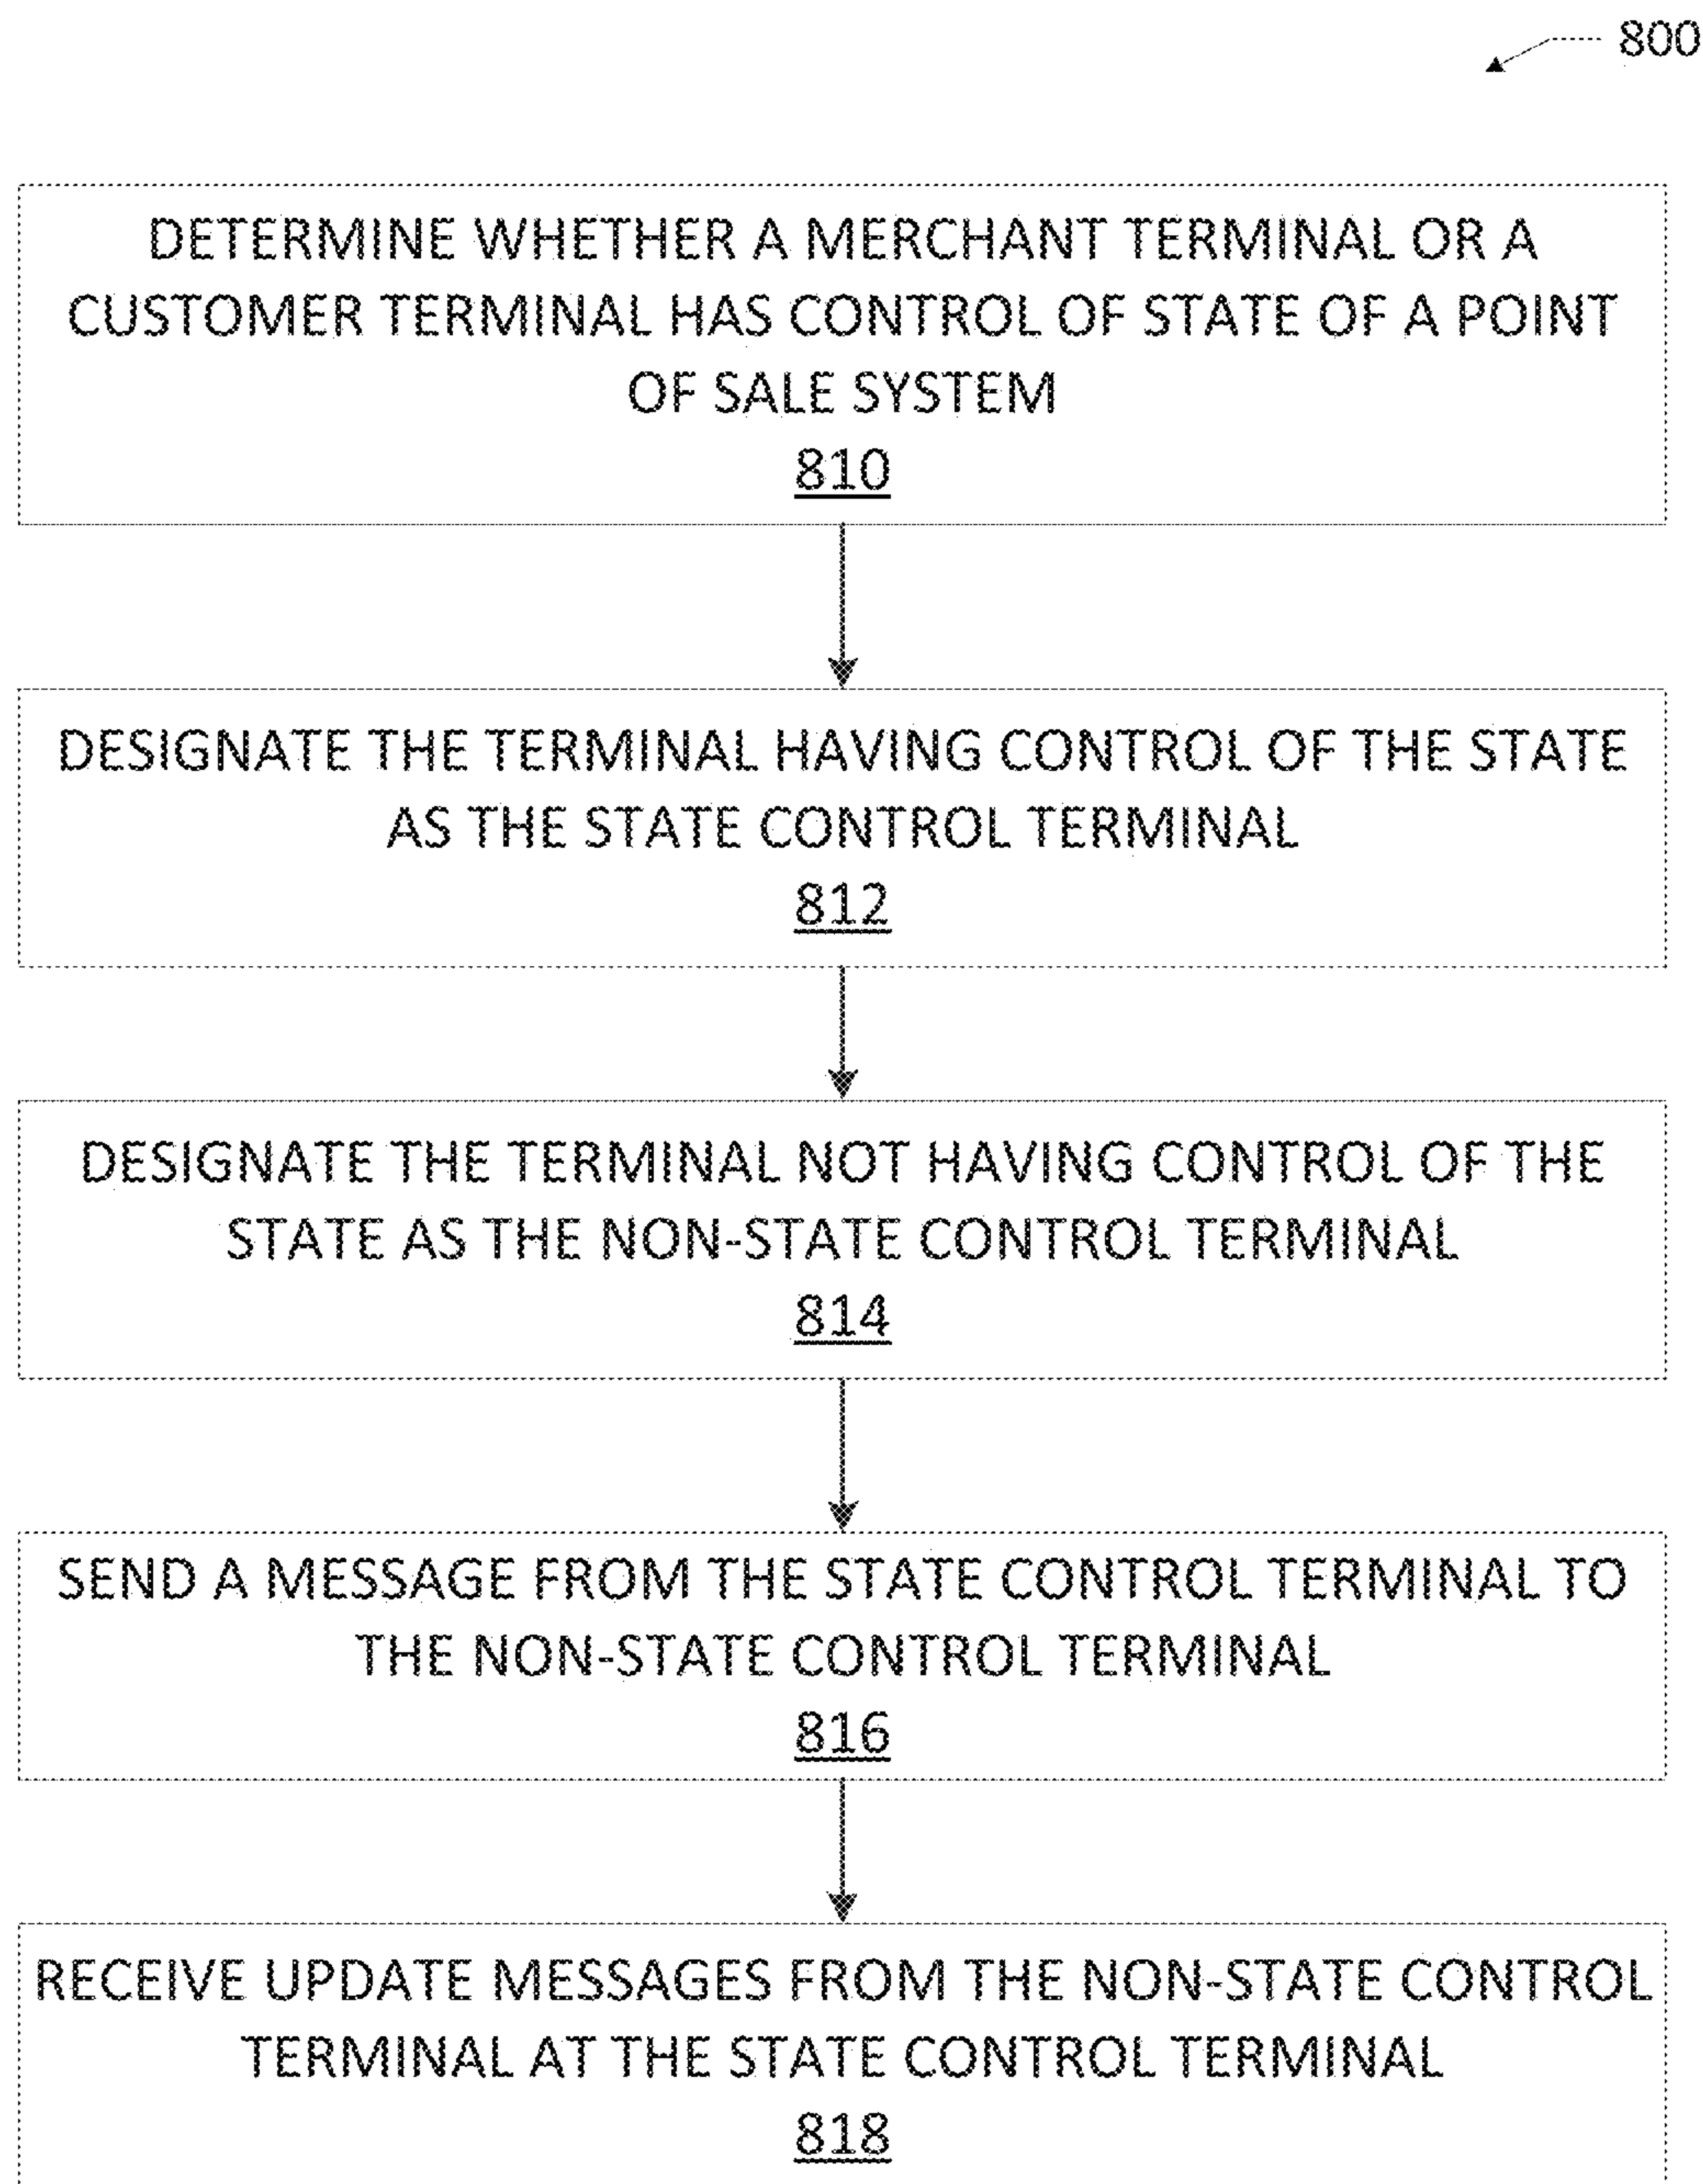 800
DETERMINE WHETHER A MERCHANT TERMINAL OR A
CUSTOMER TERMINAL HAS CONTROL OF STATE OF A POINT
OF SALE SYSTEM
810
DESIGNATE THE TERMINAL HAVING CONTROL OF THE STATE
AS THE STATE CONTROL TERMINAL
812
DESIGNATE THE TERMINAL NOT HAVING CONTROL OF THE
STATE AS THE NON-STATE CONTROL TERMINAL
814
SEND A MESSAGE FROM THE STATE CONTROL TERMINAL TO
THE NON-STATE CONTROL TERMINAL
816
RECEIVE UPDATE MESSAGES FROM THE NON-STATE CONTROL
TERMINAL AT THE STATE CONTROL TERMINAL
818